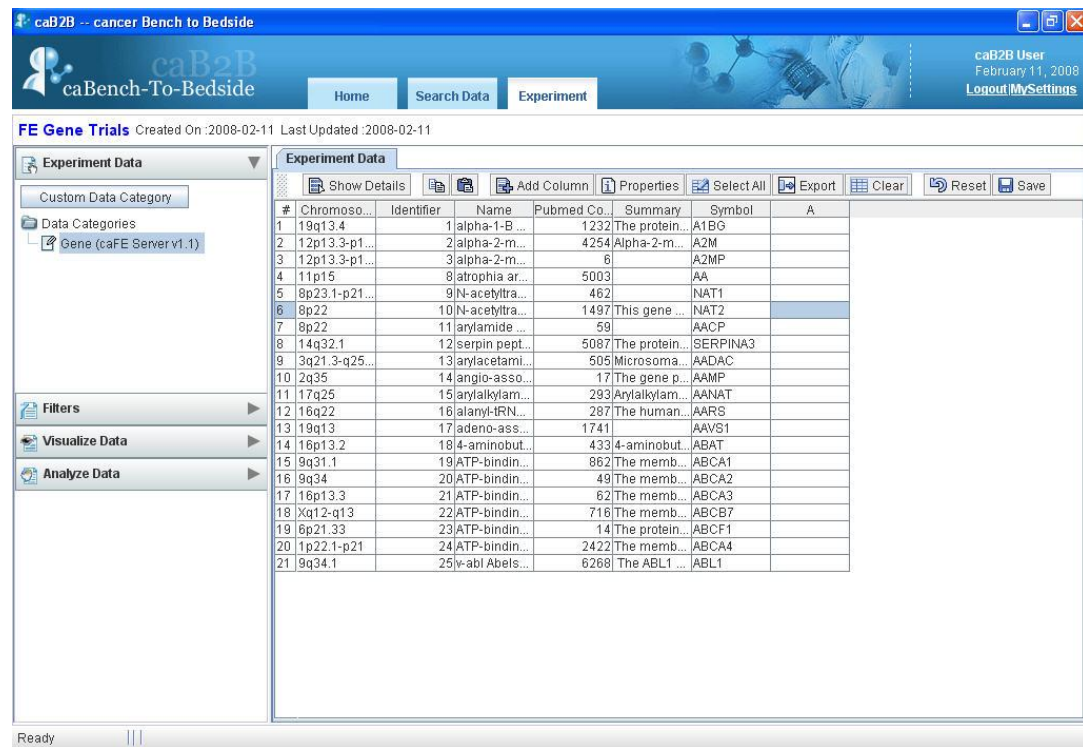 caB2B -- cancer Bench to Bedside
caB2B
caBench-To-Bedside
Home Search Data Experiment
caB2B User
February 11, 2008
Logout|MySettings
FE Gene Trials Created On :2008-02-11 Last Updated :2008-02-11
Experiment Data
Custom Data Category
Data Categories
Gene (caFE Server v1.1)
Filters
Visualize Data
Analyze Data
Experiment Data
Show Details Add Column Properties Select All Export Clear Reset Save
# Chromoso... Identifier Name Pubmed Co... Summary Symbol A
1 19q13.4 1 alpha-1-B ... 1232 The protein... A1BG
2 12p13.3-p1... 2 alpha-2-m... 4254 Alpha-2-m... A2M
3 12p13.3-p1... 3 alpha-2-m... 6 A2MP
4 11p15 8 atrophia ar... 5003 AA
5 8p23.1-p21... 9 N-acetyltra... 462 NAT1
6 8p22 10 N-acetyltra... 1497 This gene ... NAT2
7 8p22 11 arylamide ... 59 AACP
8 14q32.1 12 serpin pept... 5087 The protein... SERPINA3
9 3q21.3-q25... 13 arylacetami... 505 Microsoma... AADAC
10 2q35 14 angio-asso... 17 The gene p... AAMP
11 17q25 15 arylalkylam... 293 Arylalkylam... AANAT
12 16q22 16 alanyl-tRN... 287 The human... AARS
13 19q13 17 adeno-ass... 1741 AAVS1
14 16p13.2 18 4-aminobut... 433 4-aminobut... ABAT
15 9q31.1 19 ATP-bindin... 862 The memb... ABCA1
16 9q34 20 ATP-bindin... 49 The memb... ABCA2
17 16p13.3 21 ATP-bindin... 62 The memb... ABCA3
18 Xq12-q13 22 ATP-bindin... 716 The memb... ABCB7
19 6p21.33 23 ATP-bindin... 14 The protein... ABCF1
20 1p22.1-p21 24 ATP-bindin... 2422 The memb... ABCA4
21 9q34.1 25 v-abl Abels... 6268 The ABL1 ... ABL1
Ready